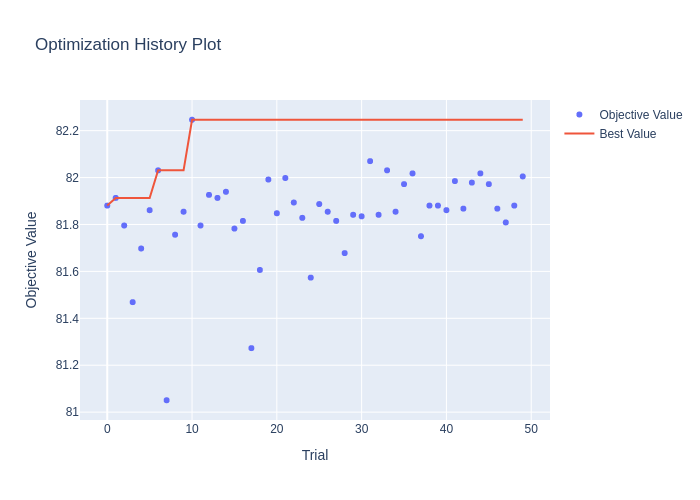 Optimization History Plot
Objective Value
Best Value
82.2
82
81.8
81.6
81.4
81.2
81
Objective Value
0 10 20 30 40 50
Trial